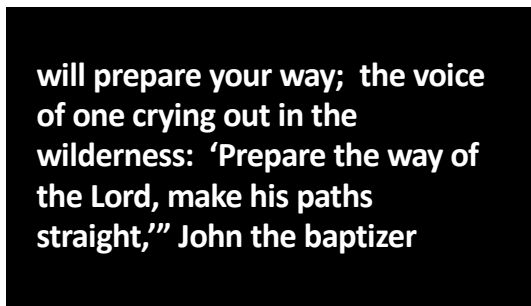 will prepare your way;  the voice
of one crying out in the
wilderness:  ‘Prepare the way of
the Lord, make his paths
straight,’” John the baptizer